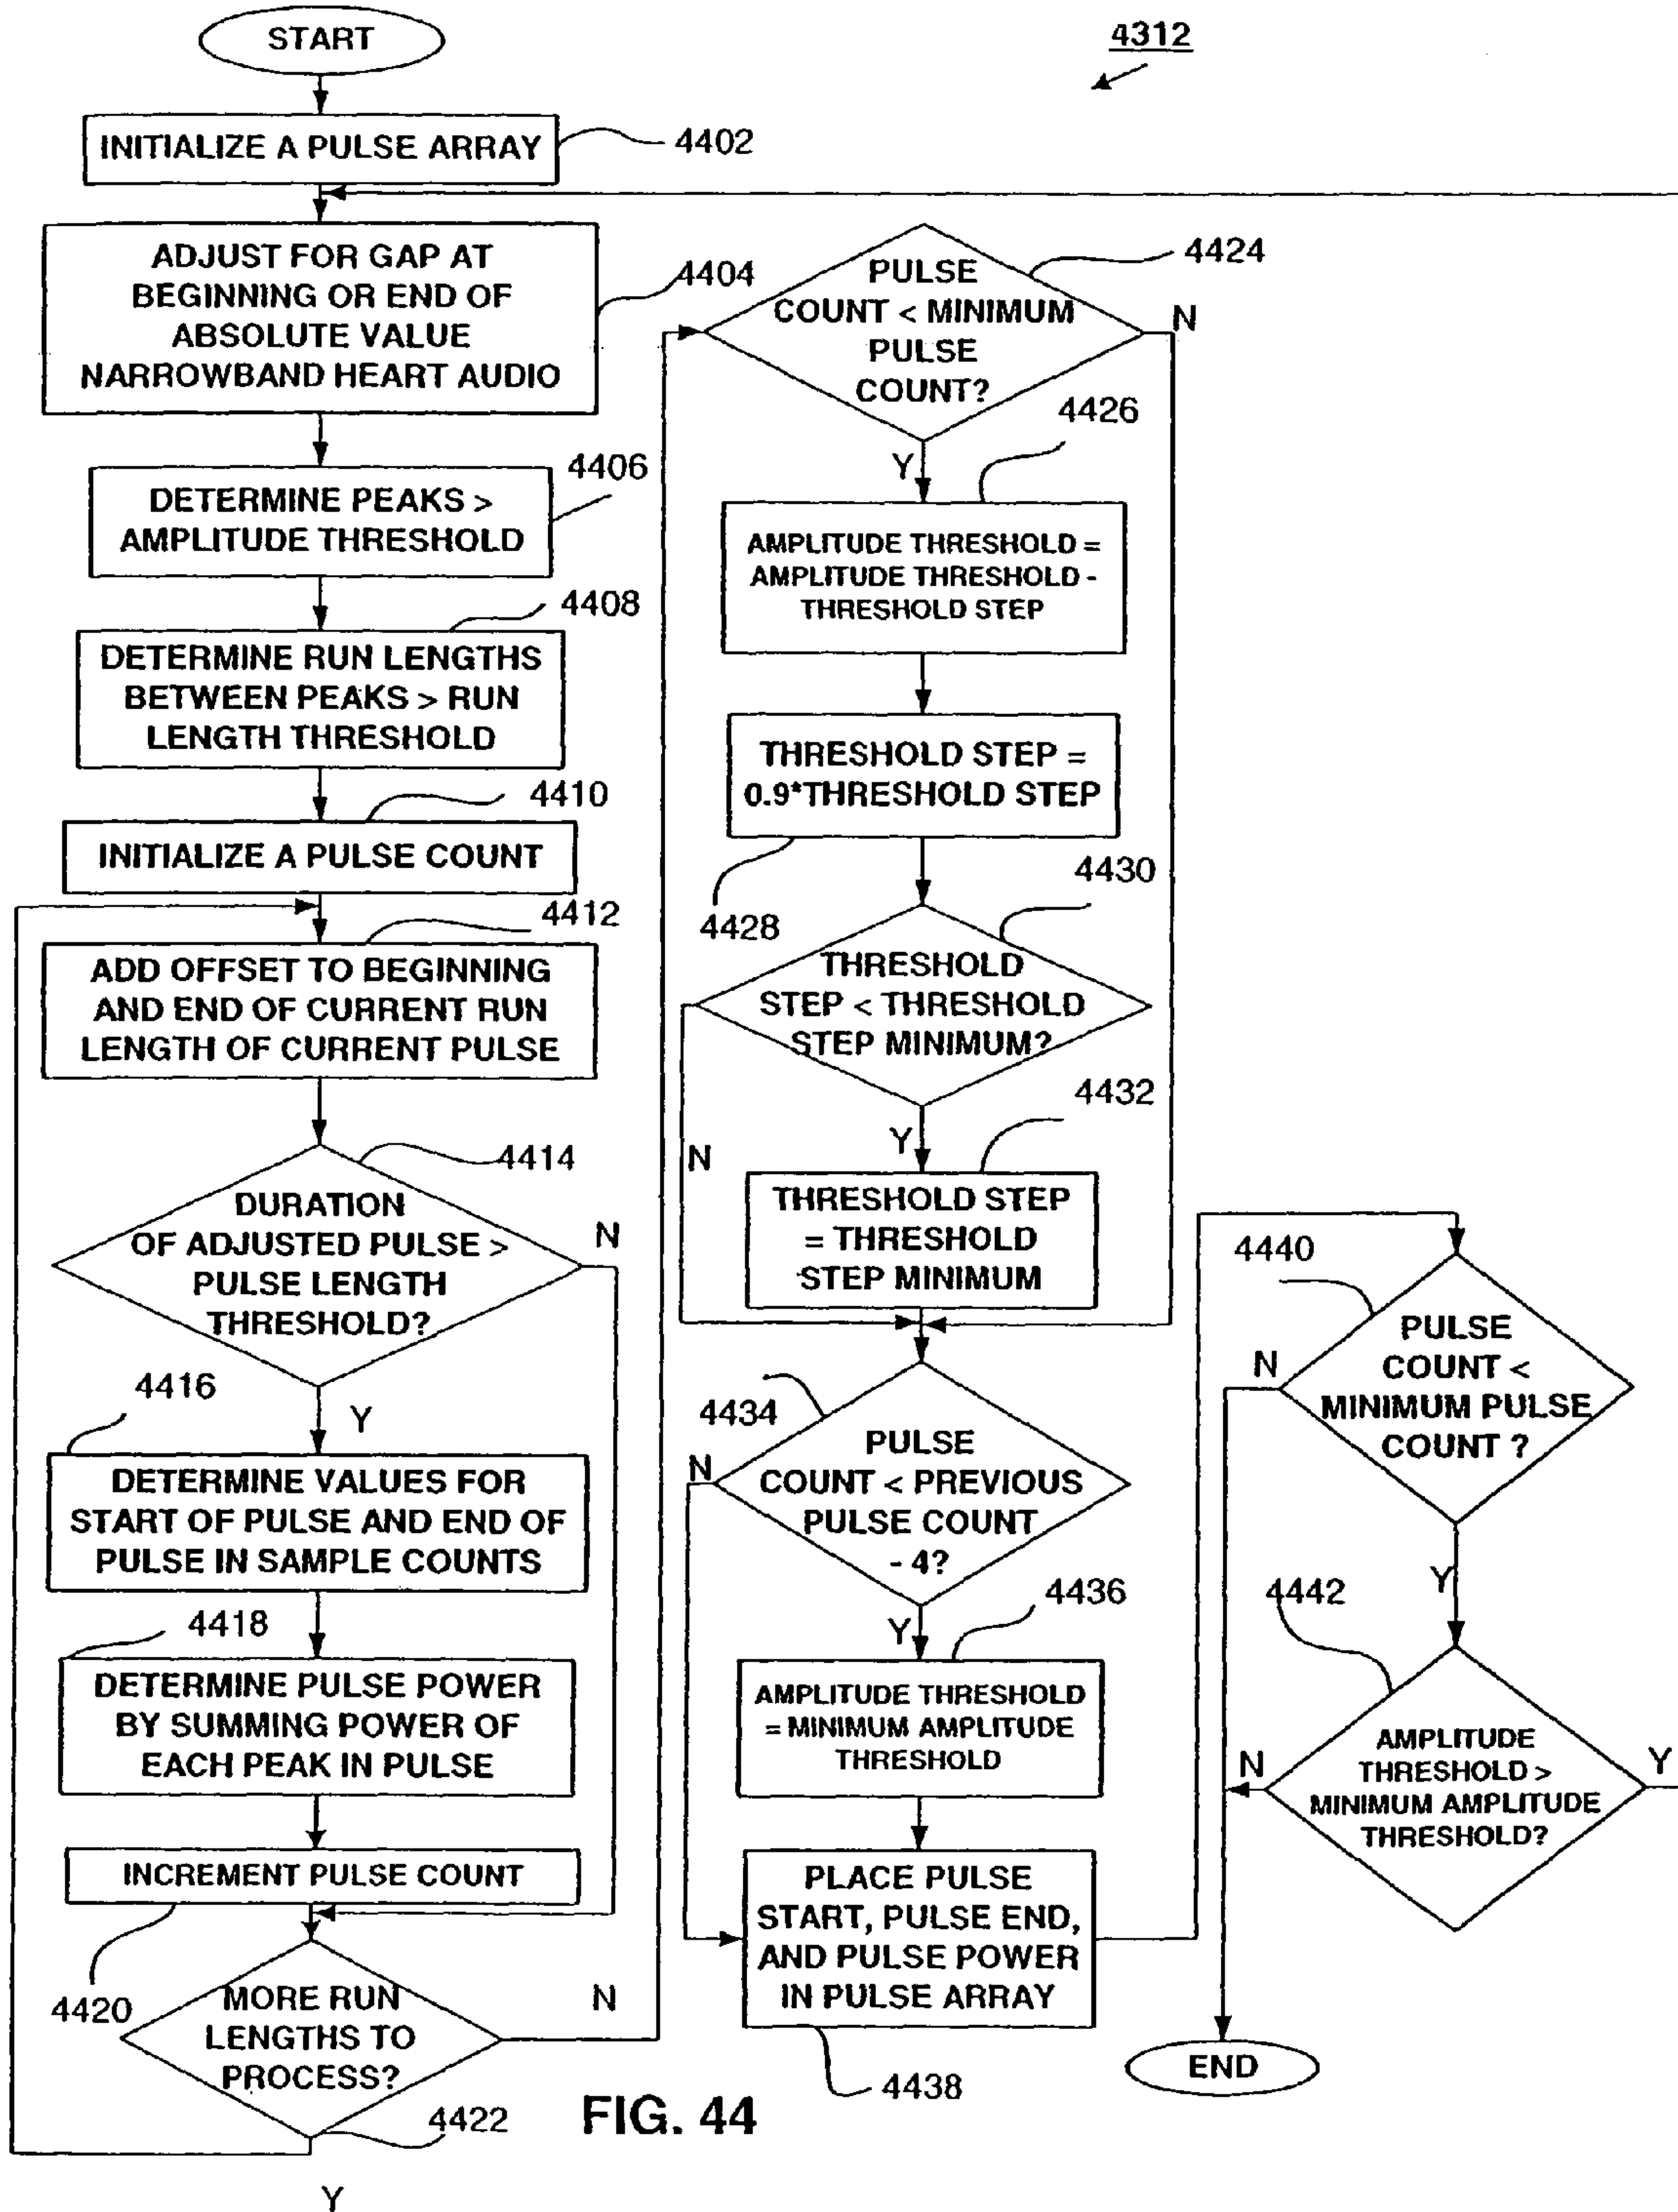 START
4312
INITIALIZE A PULSE ARRAY
4402
ADJUST FOR GAP AT
BEGINNING OR END OF
ABSOLUTE VALUE
NARROWBAND HEART AUDIO
4404
DETERMINE PEAKS >
AMPLITUDE THRESHOLD
4406
DETERMINE RUN LENGTHS
BETWEEN PEAKS > RUN
LENGTH THRESHOLD
4408
INITIALIZE A PULSE COUNT
4410
ADD OFFSET TO BEGINNING
AND END OF CURRENT RUN
LENGTH OF CURRENT PULSE
4412
DURATION
OF ADJUSTED PULSE >
PULSE LENGTH
THRESHOLD?
4414
N
Y
4416
DETERMINE VALUES FOR
START OF PULSE AND END OF
PULSE IN SAMPLE COUNTS
4418
DETERMINE PULSE POWER
BY SUMMING POWER OF
EACH PEAK IN PULSE
INCREMENT PULSE COUNT
4420
MORE RUN
LENGTHS TO
PROCESS?
N
4422
Y
PULSE
COUNT < MINIMUM
PULSE
COUNT?
4424
N
Y
4426
AMPLITUDE THRESHOLD =
AMPLITUDE THRESHOLD -
THRESHOLD STEP
THRESHOLD STEP =
0.9*THRESHOLD STEP
4428
4430
THRESHOLD
STEP < THRESHOLD
STEP MINIMUM?
N
Y
4432
THRESHOLD STEP
= THRESHOLD
STEP MINIMUM
4434
PULSE
COUNT < PREVIOUS
PULSE COUNT
- 4?
N
Y
4436
AMPLITUDE THRESHOLD
= MINIMUM AMPLITUDE
THRESHOLD
PLACE PULSE
START, PULSE END,
AND PULSE POWER
IN PULSE ARRAY
4438
4440
PULSE
COUNT <
MINIMUM PULSE
COUNT ?
N
Y
4442
AMPLITUDE
THRESHOLD >
MINIMUM AMPLITUDE
THRESHOLD?
N
Y
END
FIG. 44